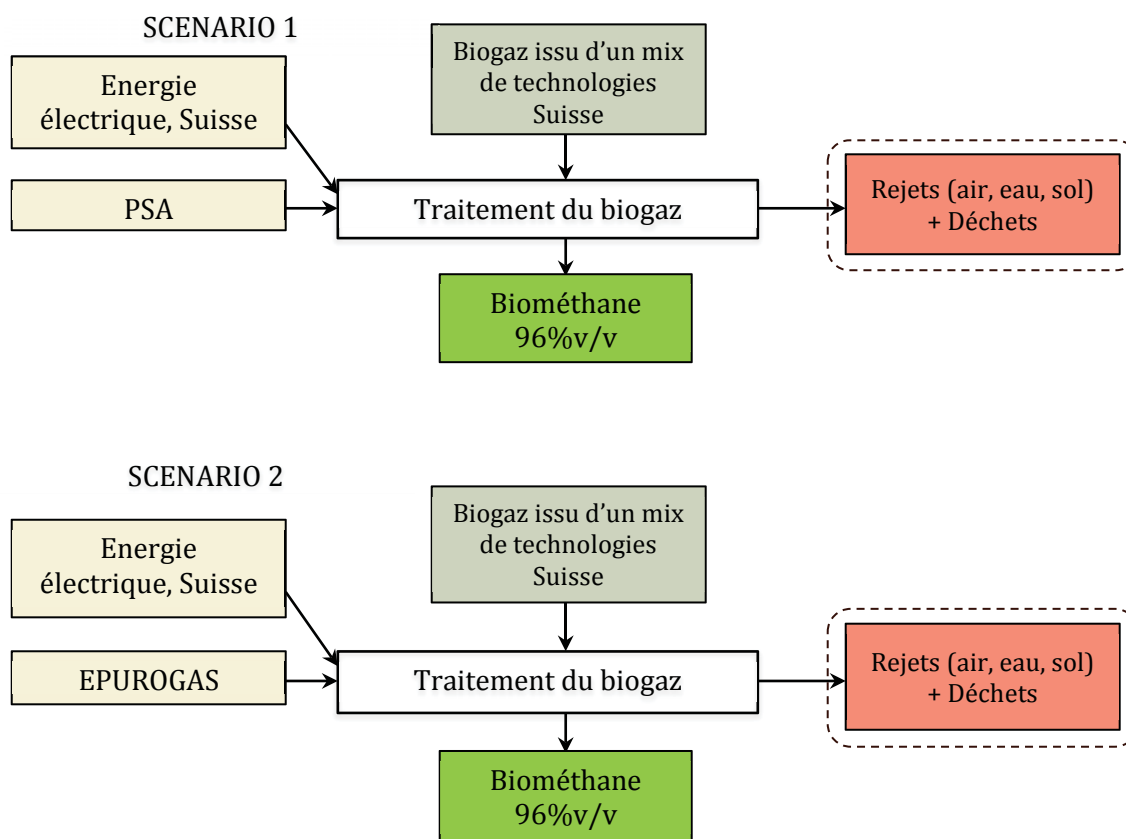 SCENARIO 1
Energie
électrique, Suisse
Biogaz issu d’un mix
de technologies
Suisse
PSA
Traitement du biogaz
Rejets (air, eau, sol)
+ Déchets
Biométhane
96%v/v
SCENARIO 2
Energie
électrique, Suisse
Biogaz issu d’un mix
de technologies
Suisse
EPUROGAS
Traitement du biogaz
Rejets (air, eau, sol)
+ Déchets
Biométhane
96%v/v